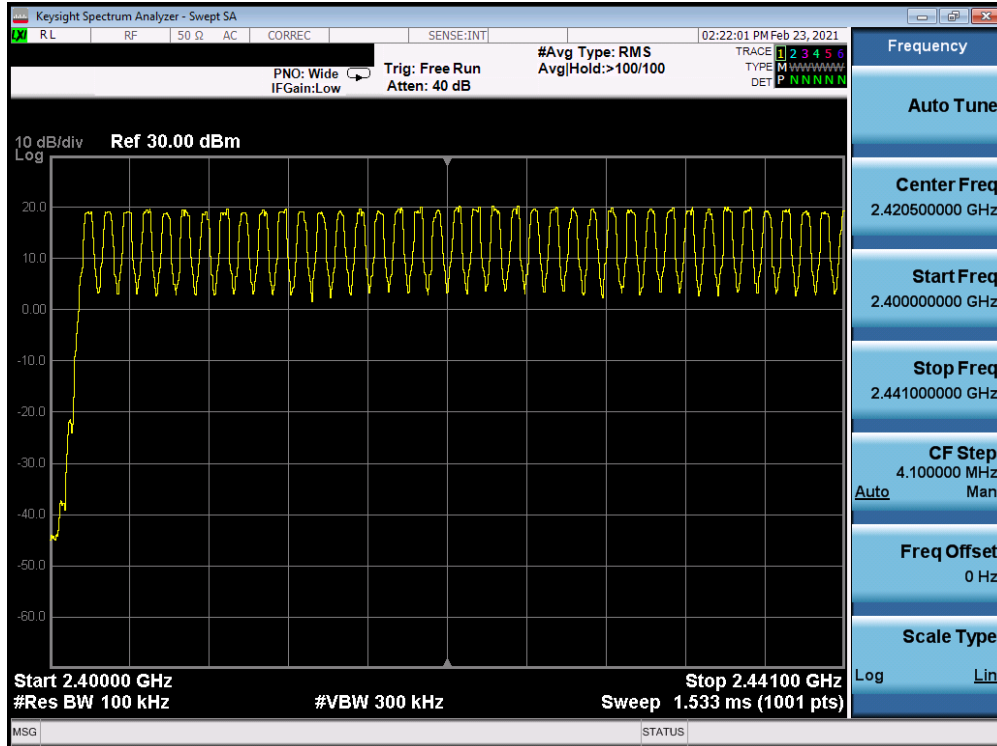 Keysight Spectrum Analyzer - Swept SA
LXI RL RF 50 Ω AC CORREC SENSE:INT 02:22:01 PM Feb 23, 2021
PNO: Wide
IFGain:Low
Trig: Free Run
Atten: 40 dB
#Avg Type: RMS
Avg|Hold:>100/100
TRACE 1 2 3 4 5 6
TYPE M WWWWW
DET P N N N N N
10 dB/div Ref 30.00 dBm
Log
20.0
10.0
0.00
-10.0
-20.0
-30.0
-40.0
-50.0
-60.0
Start 2.40000 GHz Stop 2.44100 GHz
#Res BW 100 kHz #VBW 300 kHz Sweep 1.533 ms (1001 pts)
MSG STATUS
Frequency
Auto Tune
Center Freq
2.420500000 GHz
Start Freq
2.400000000 GHz
Stop Freq
2.441000000 GHz
CF Step
4.100000 MHz
Auto Man
Freq Offset
0 Hz
Scale Type
Log Lin